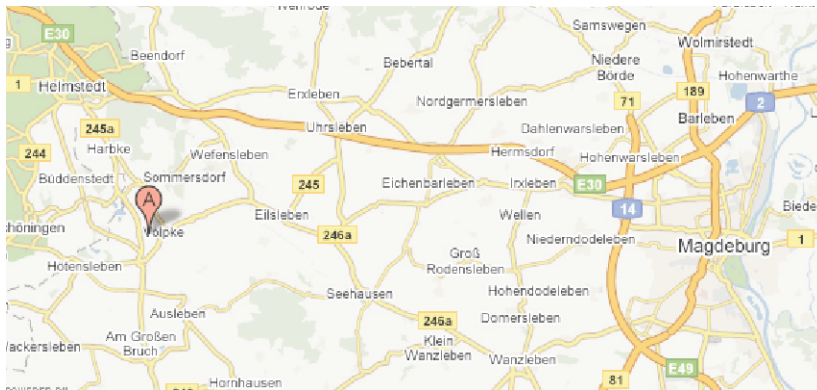 Samswegen
E30
Wolmirstedt
Beendorf
Bebertal
Niedere
Börde
Hohenwarthe
1
Helmstedt
Erxleben
Nordgermersleben
71
189
2
245a
Uhrsleben
Dahlenwarsleben
Barleben
Harbke
244
Wefensleben
Hermsdorf
Hohenwarsleben
Büddenstedt
Sommersdorf
245
Eichenbarleben
Irxleben
E30
A
Eilsleben
Wellen
14
Völpke
246a
Niederndodeleben
Magdeburg
1
Hotensleben
Groß
Rodensleben
Seehausen
Hohendodeleben
Ausleben
246a
Domersleben
Am Großen
Bruch
Klein
Wanzleben
Wanzleben
E49
Hornhausen
81